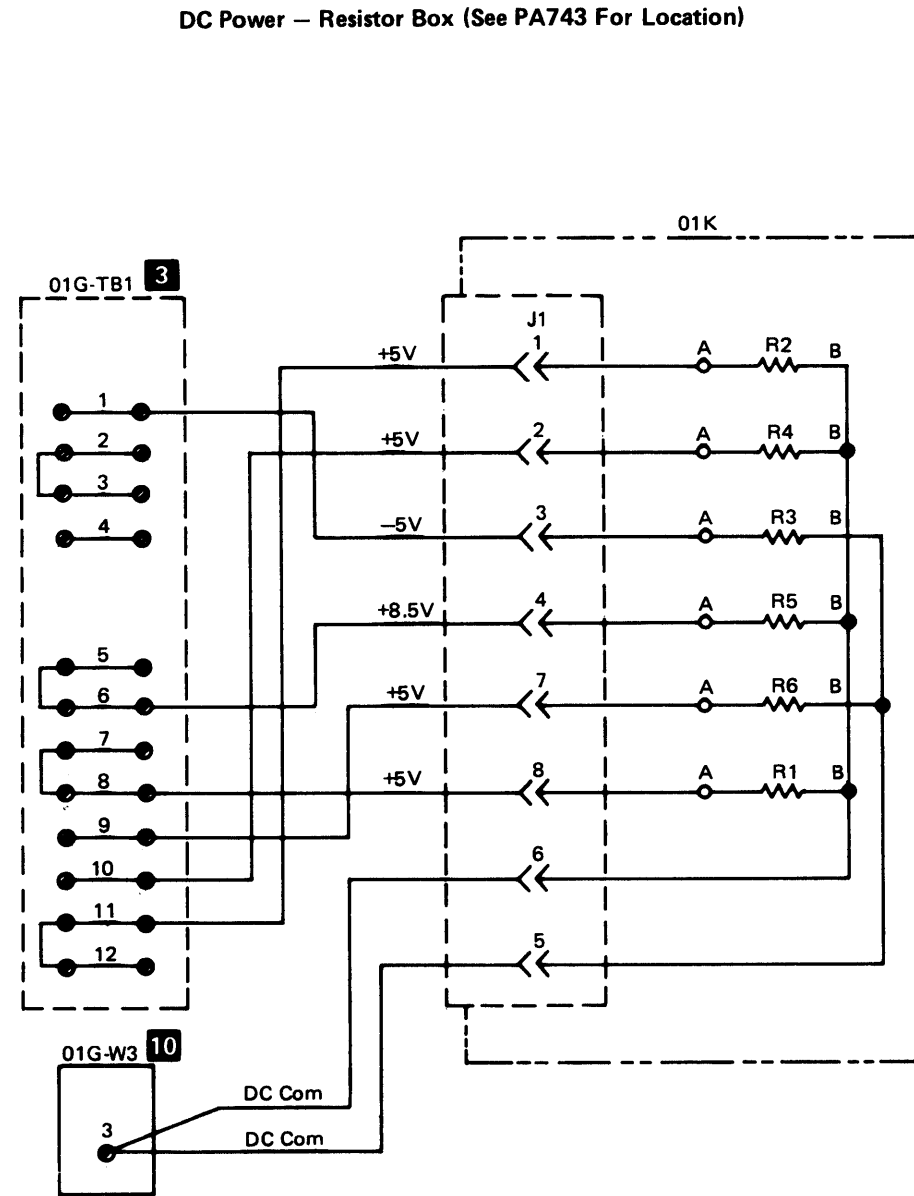 DC Power — Resistor Box (See PA743 For Location)
01K
01G-TB1 3
J1
1
+5V
A R2 B
1
2
+5V
2
A R4 B
3
4
−5V
3
A R3 B
+8.5V
4
A R5 B
5
6
+5V
7
A R6 B
7
8
+5V
8
A R1 B
9
10
6
11
12
5
01G-W3 10
3
DC Com
DC Com